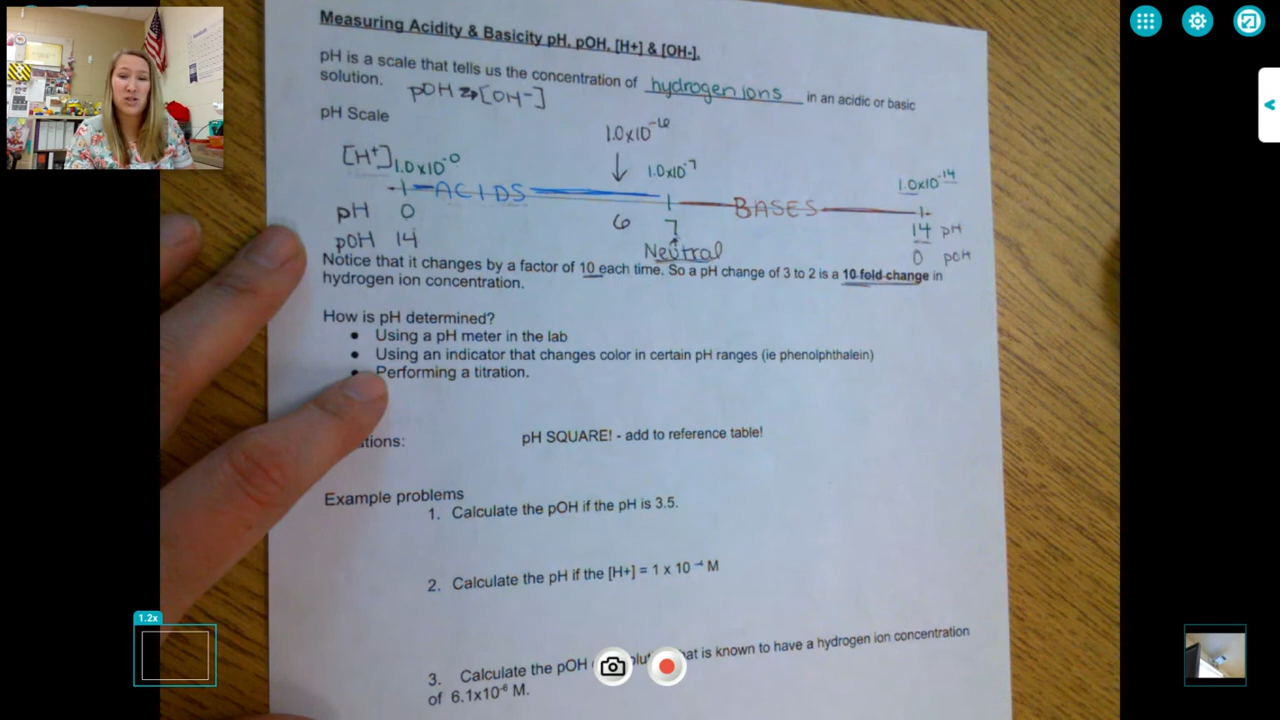 Measuring Acidity & Basicity pH, pOH, [H+] & [OH-].
pH is a scale that tells us the concentration of hydrogen ions in an acidic or basic
solution. pOH ⇒ [OH⁻]
pH Scale
1.0x10⁻⁶
[H⁺] 1.0x10⁻⁰ 1.0x10⁻⁷ 1.0x10⁻¹⁴
ACIDS BASES
pH 0 6 7 14 pH
pOH 14 Neutral 0 pOH
Notice that it changes by a factor of 10 each time. So a pH change of 3 to 2 is a 10 fold change in
hydrogen ion concentration.
How is pH determined?
• Using a pH meter in the lab
• Using an indicator that changes color in certain pH ranges (ie phenolphthalein)
• Performing a titration.
tions: pH SQUARE! - add to reference table!
Example problems
1. Calculate the pOH if the pH is 3.5.
2. Calculate the pH if the [H+] = 1 x 10⁻⁴ M
3. Calculate the pOH olu at is known to have a hydrogen ion concentration
of 6.1x10⁻⁶ M.
1.2x